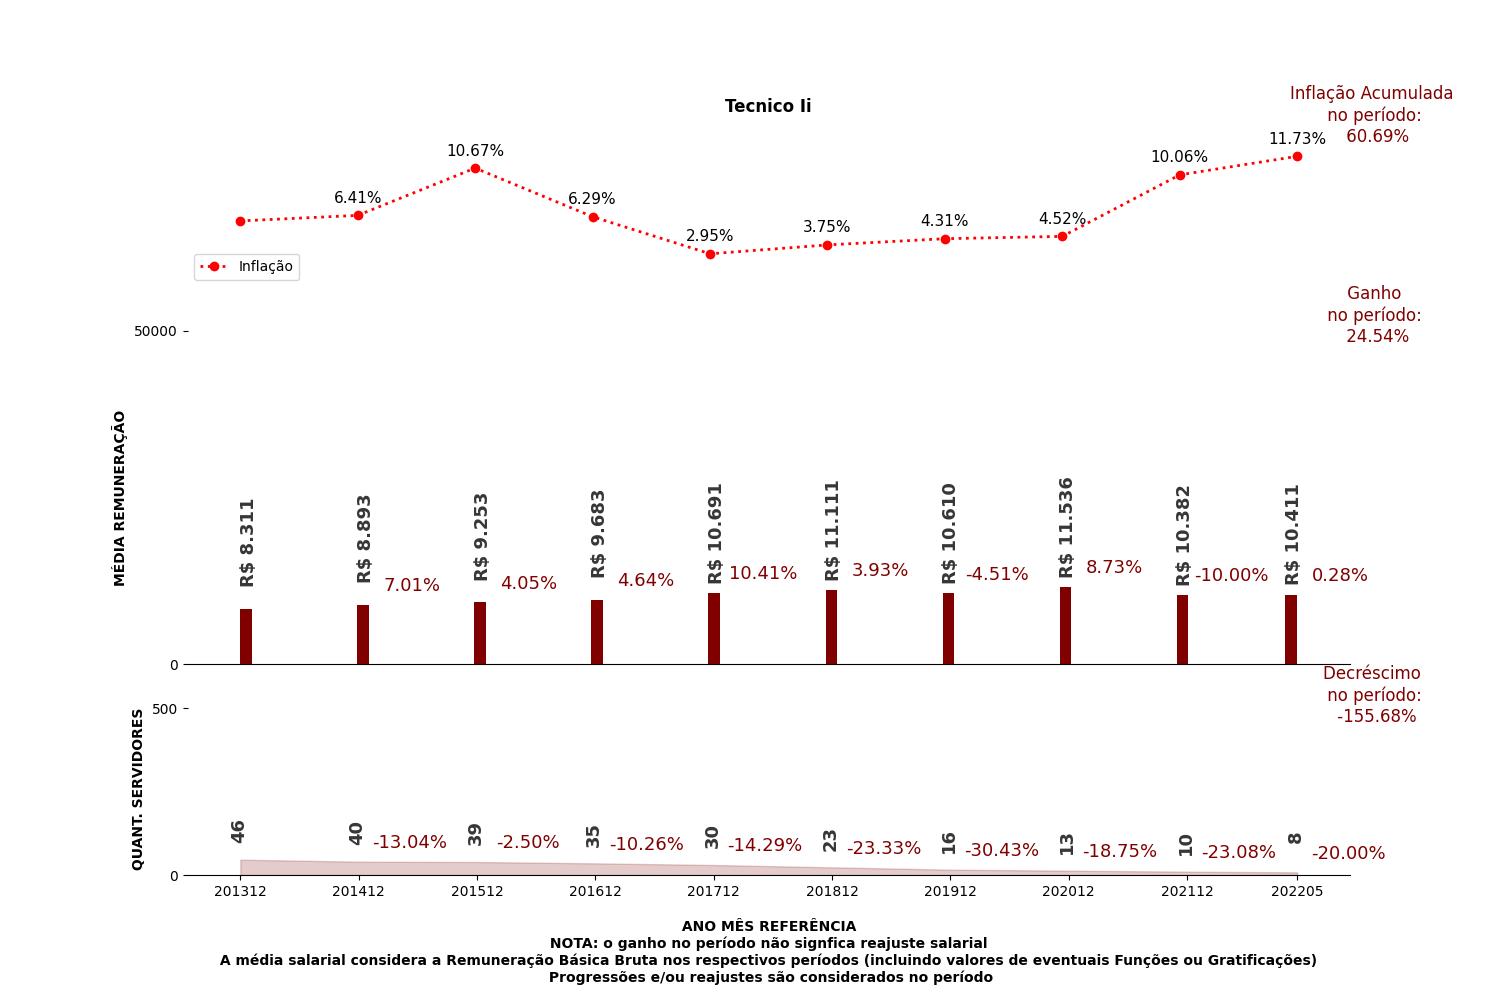 Tecnico Ii
Inflação Acumulada
no período:
60.69%
6.41%
10.67%
6.29%
2.95%
3.75%
4.31%
4.52%
10.06%
11.73%
Inflação
Ganho
no período:
24.54%
50000
0
MÉDIA REMUNERAÇÃO
R$ 8.311
R$ 8.893
R$ 9.253
R$ 9.683
R$ 10.691
R$ 11.111
R$ 10.610
R$ 11.536
R$ 10.382
R$ 10.411
7.01%
4.05%
4.64%
10.41%
3.93%
-4.51%
8.73%
-10.00%
0.28%
Decréscimo
no período:
-155.68%
QUANT. SERVIDORES
500
0
46
40
39
35
30
23
16
13
10
8
-13.04%
-2.50%
-10.26%
-14.29%
-23.33%
-30.43%
-18.75%
-23.08%
-20.00%
201312
201412
201512
201612
201712
201812
201912
202012
202112
202205
ANO MÊS REFERÊNCIA
NOTA: o ganho no período não signfica reajuste salarial
A média salarial considera a Remuneração Básica Bruta nos respectivos períodos (incluindo valores de eventuais Funções ou Gratificações)
Progressões e/ou reajustes são considerados no período